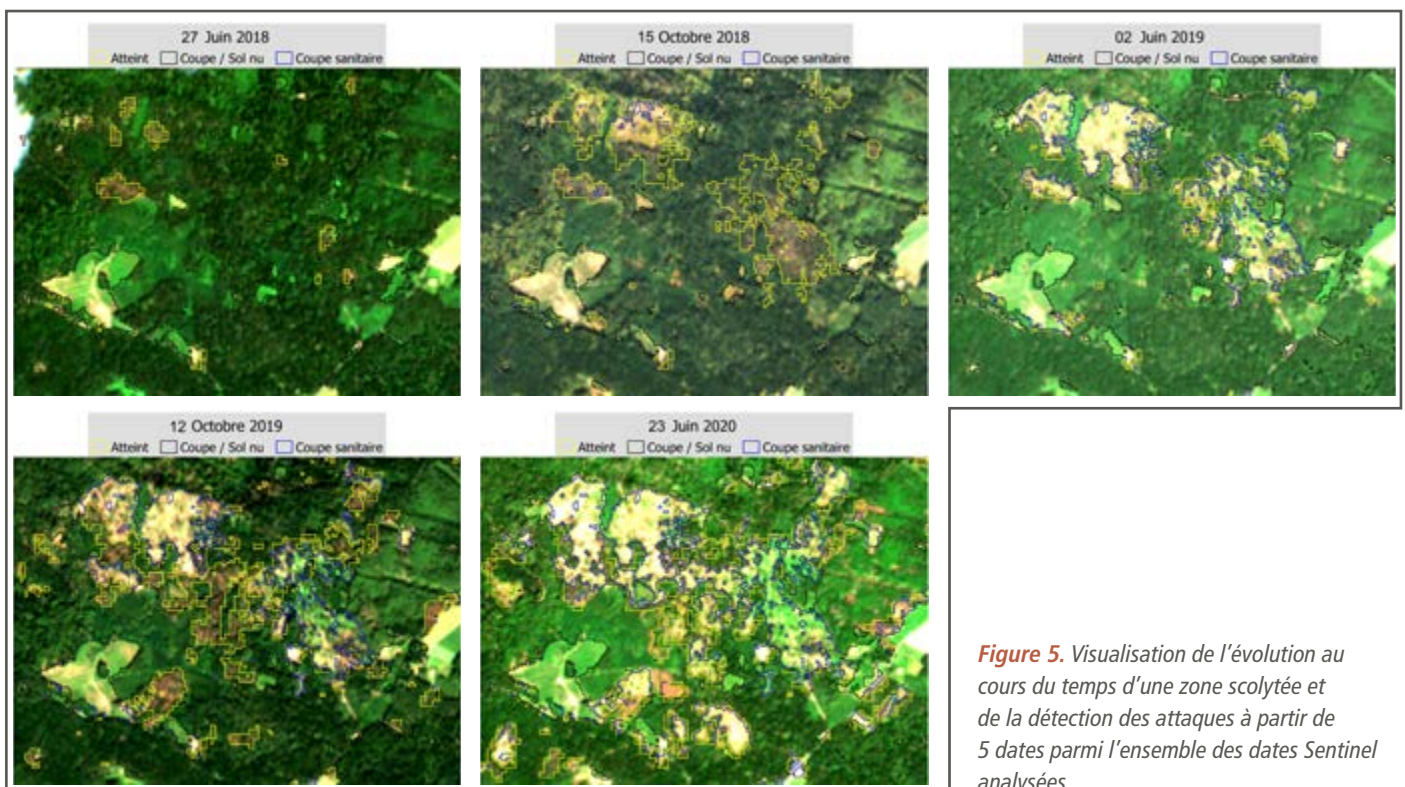 27 Juin 2018
Atteint Coupe / Sol nu Coupe sanitaire
15 Octobre 2018
Atteint Coupe / Sol nu Coupe sanitaire
02 Juin 2019
Atteint Coupe / Sol nu Coupe sanitaire
12 Octobre 2019
Atteint Coupe / Sol nu Coupe sanitaire
23 Juin 2020
Atteint Coupe / Sol nu Coupe sanitaire
Figure 5. Visualisation de l’évolution au
cours du temps d’une zone scolytée et
de la détection des attaques à partir de
5 dates parmi l’ensemble des dates Sentinel
analysées